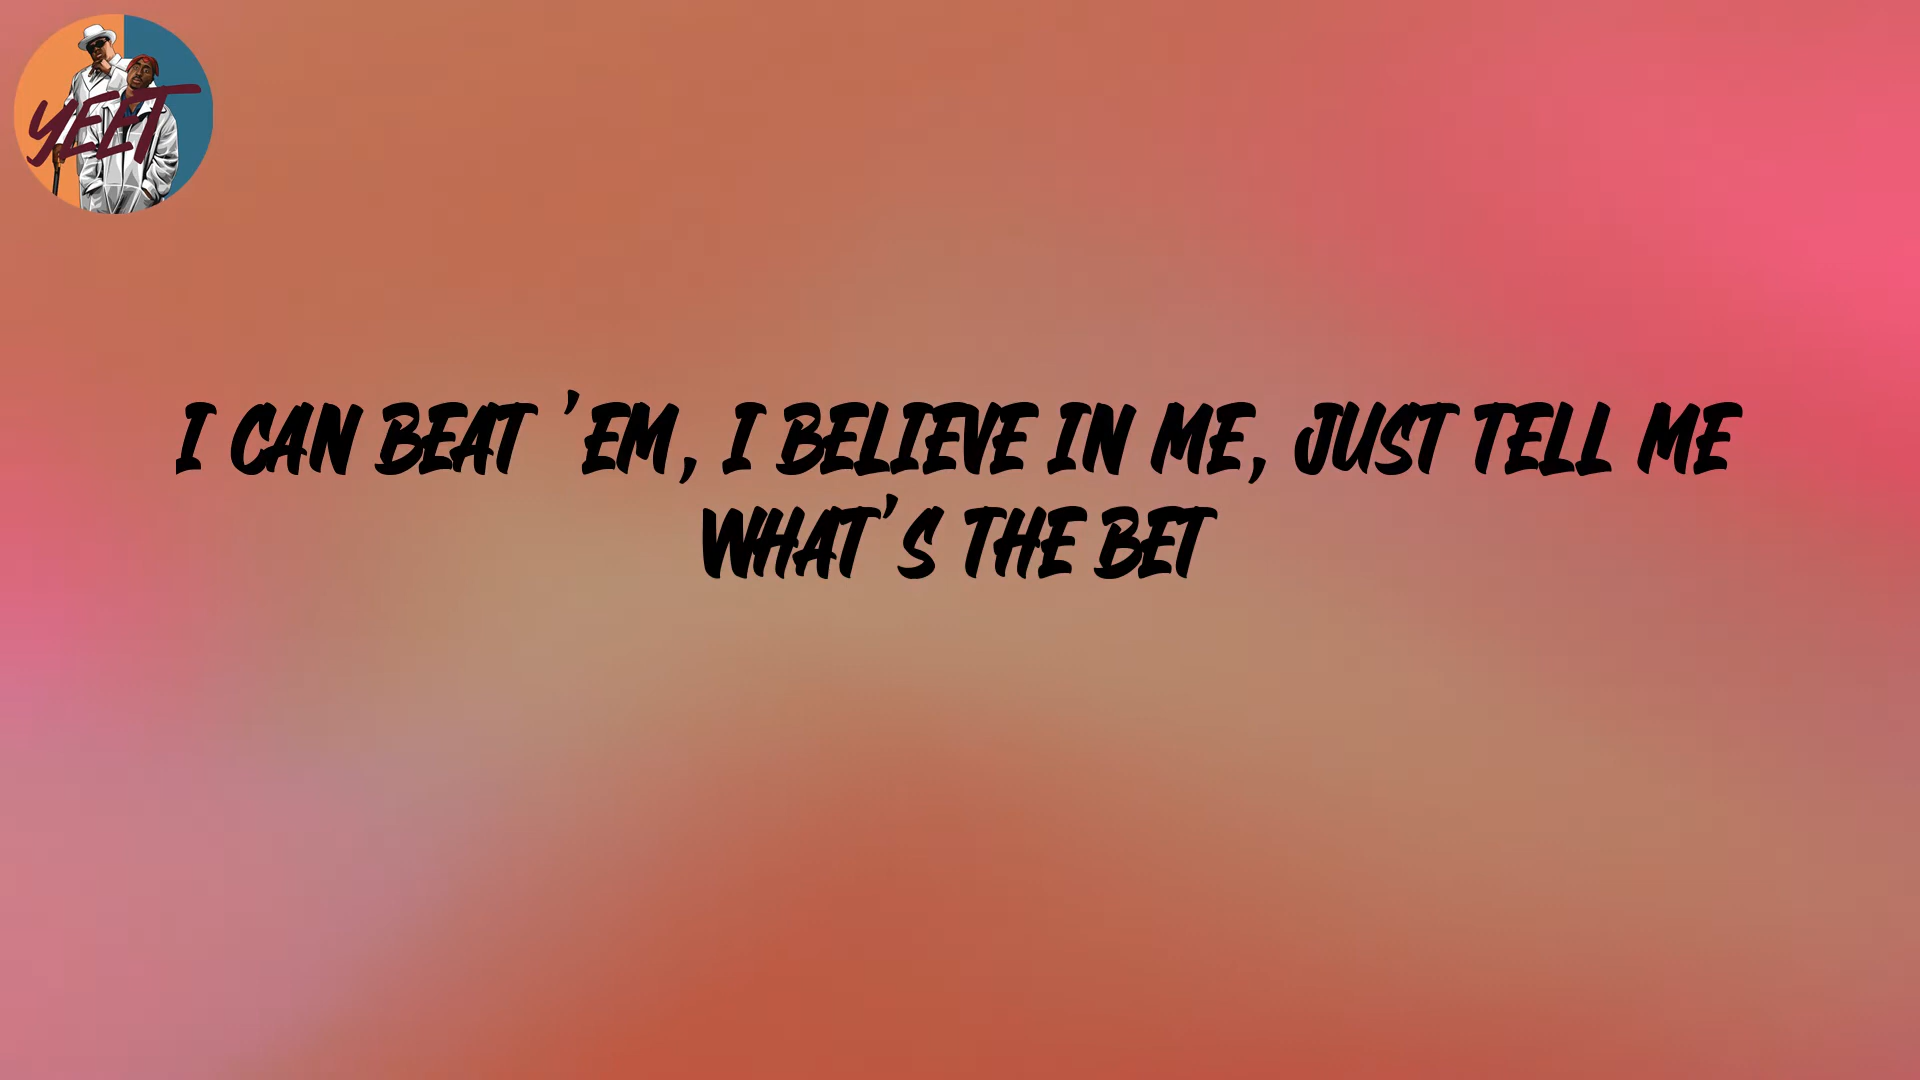 YEET
I CAN BEAT 'EM, I BELIEVE IN ME, JUST TELL ME
WHAT'S THE BET